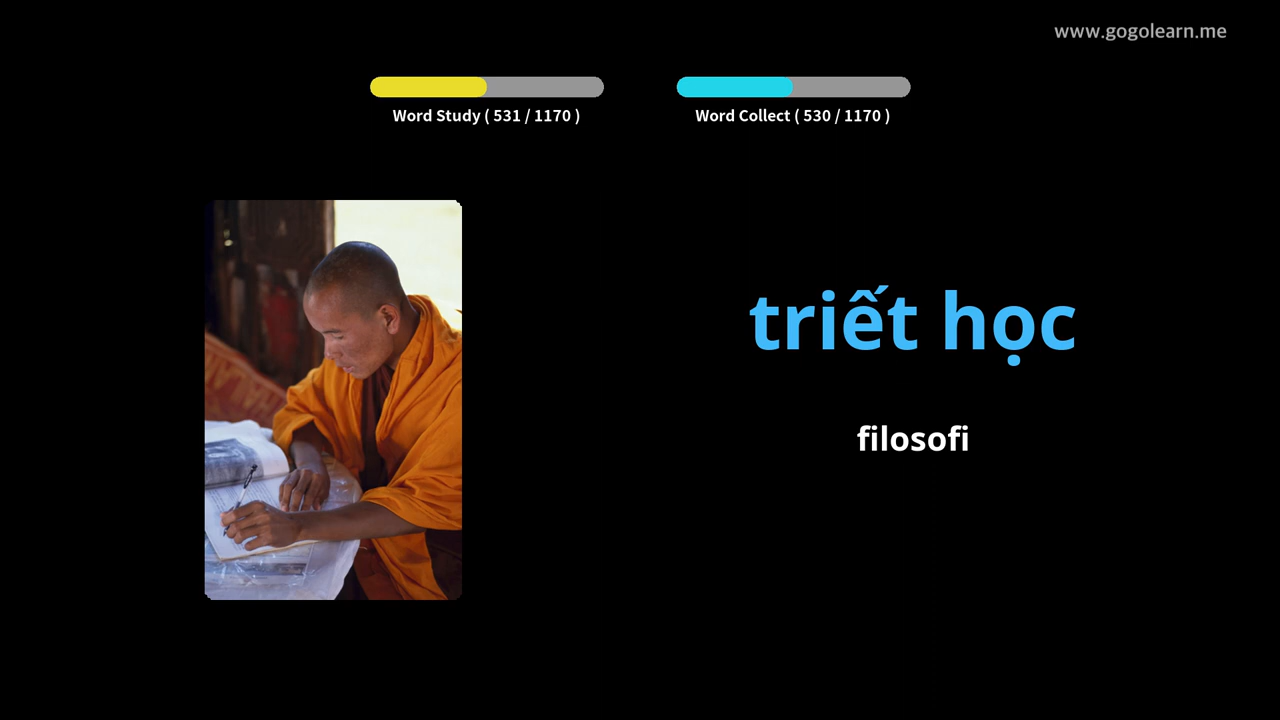 www.gogolearn.me
Word Study ( 531 / 1170 )
Word Collect ( 530 / 1170 )
triết học
filosofi